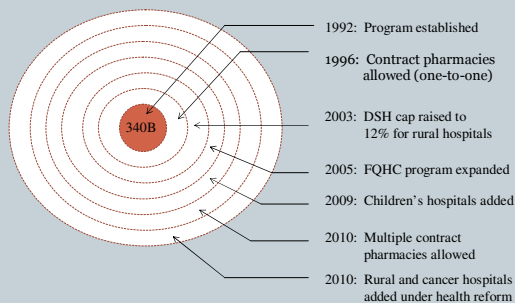 340B
1992: Program established
1996: Contract pharmacies
allowed (one-to-one)
2003: DSH cap raised to
12% for rural hospitals
2005: FQHC program expanded
2009: Children's hospitals added
2010: Multiple contract
pharmacies allowed
2010: Rural and cancer hospitals
added under health reform